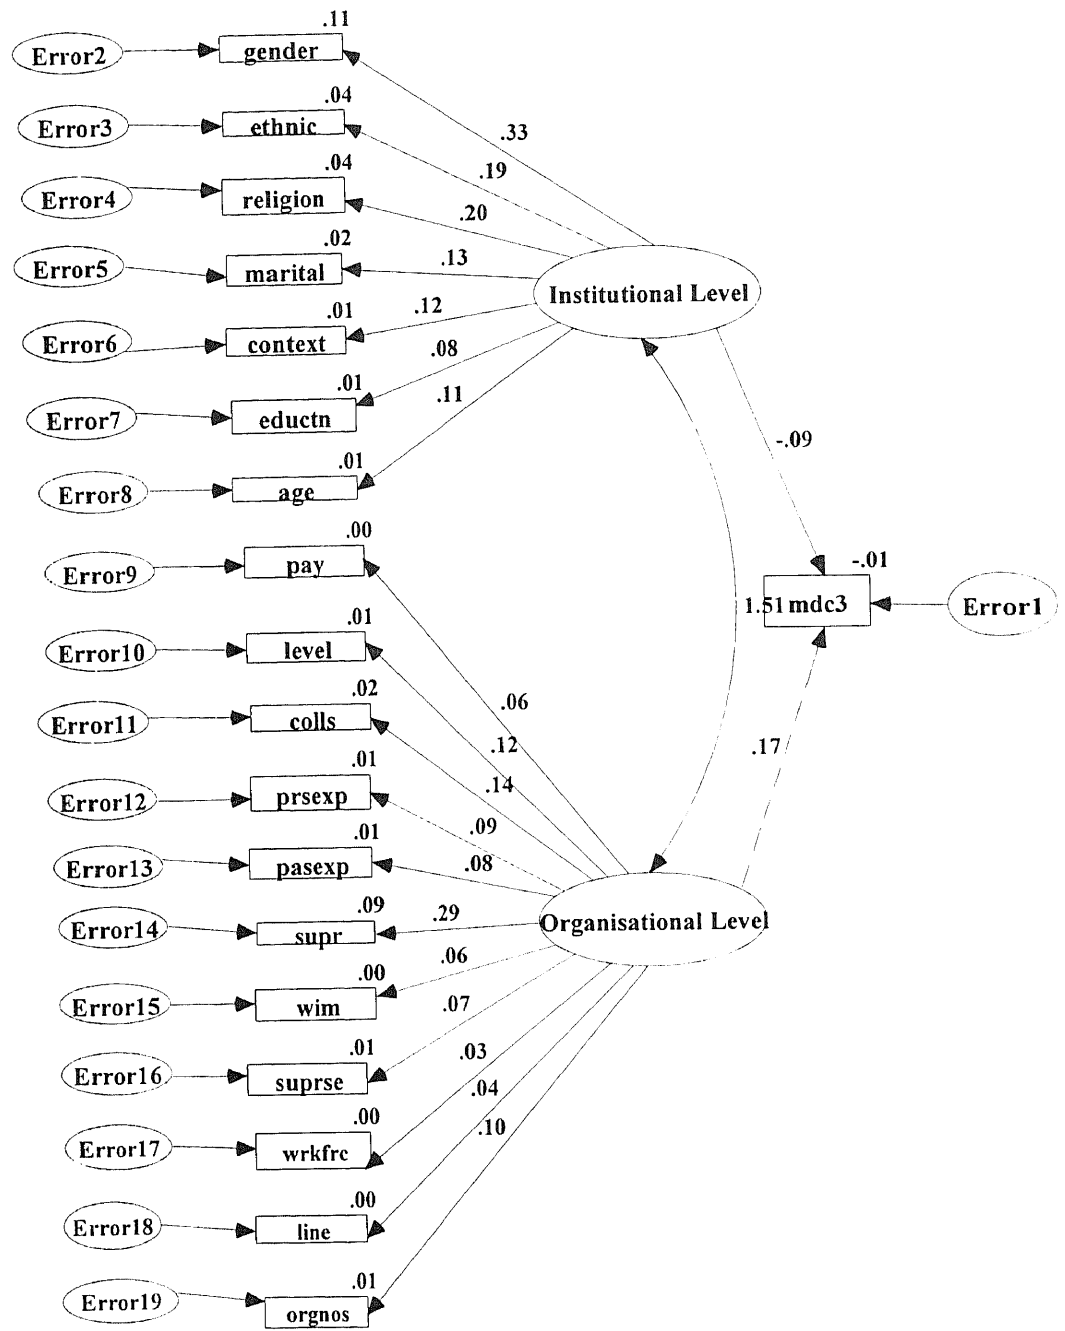 .11
Error2
gender
.04
Error3
ethnic
.33
.04
.19
Error4
religion
.20
.02
Error5
marital
.13
Institutional Level
.01
.12
Error6
context
.08
.01
.11
Error7
eductn
-.09
.01
Error8
age
.00
Error9
pay
-.01
1.51
mdc3
Error1
.01
Error10
level
.02
.06
Error11
colls
.12
.17
.01
.14
Error12
prsexp
.09
.01
Error13
pasexp
.08
.09
.29
Organisational Level
Error14
supr
.06
.00
Error15
wim
.07
.01
.03
Error16
suprse
.04
.00
.10
Error17
wrkfrc
.00
Error18
line
.01
Error19
orgnos